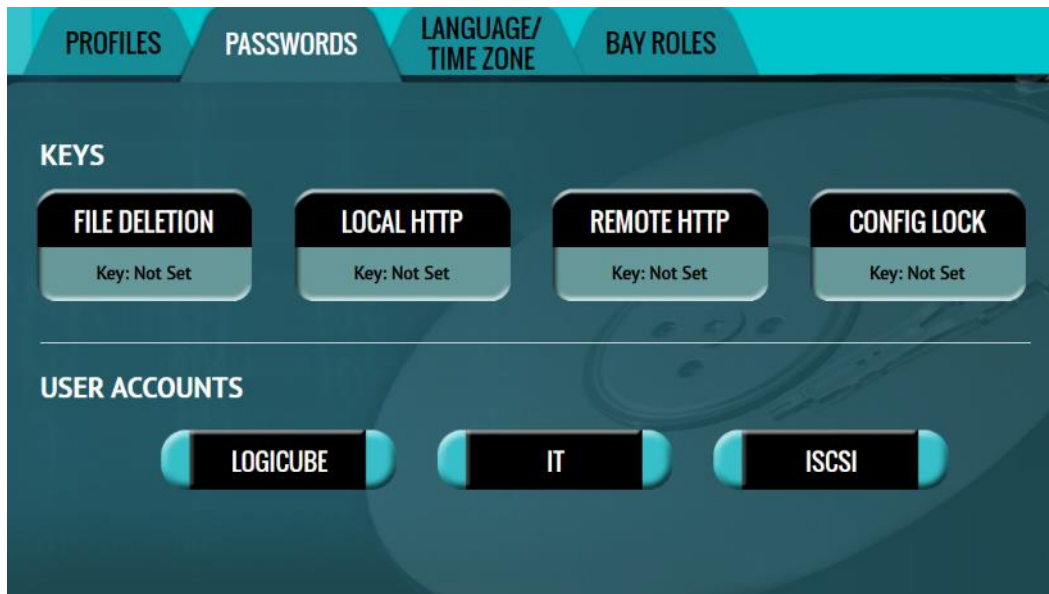 PROFILES PASSWORDS LANGUAGE/ TIME ZONE BAY ROLES
KEYS
FILE DELETION LOCAL HTTP REMOTE HTTP CONFIG LOCK
Key: Not Set Key: Not Set Key: Not Set Key: Not Set
USER ACCOUNTS
LOGICUBE IT ISCSI